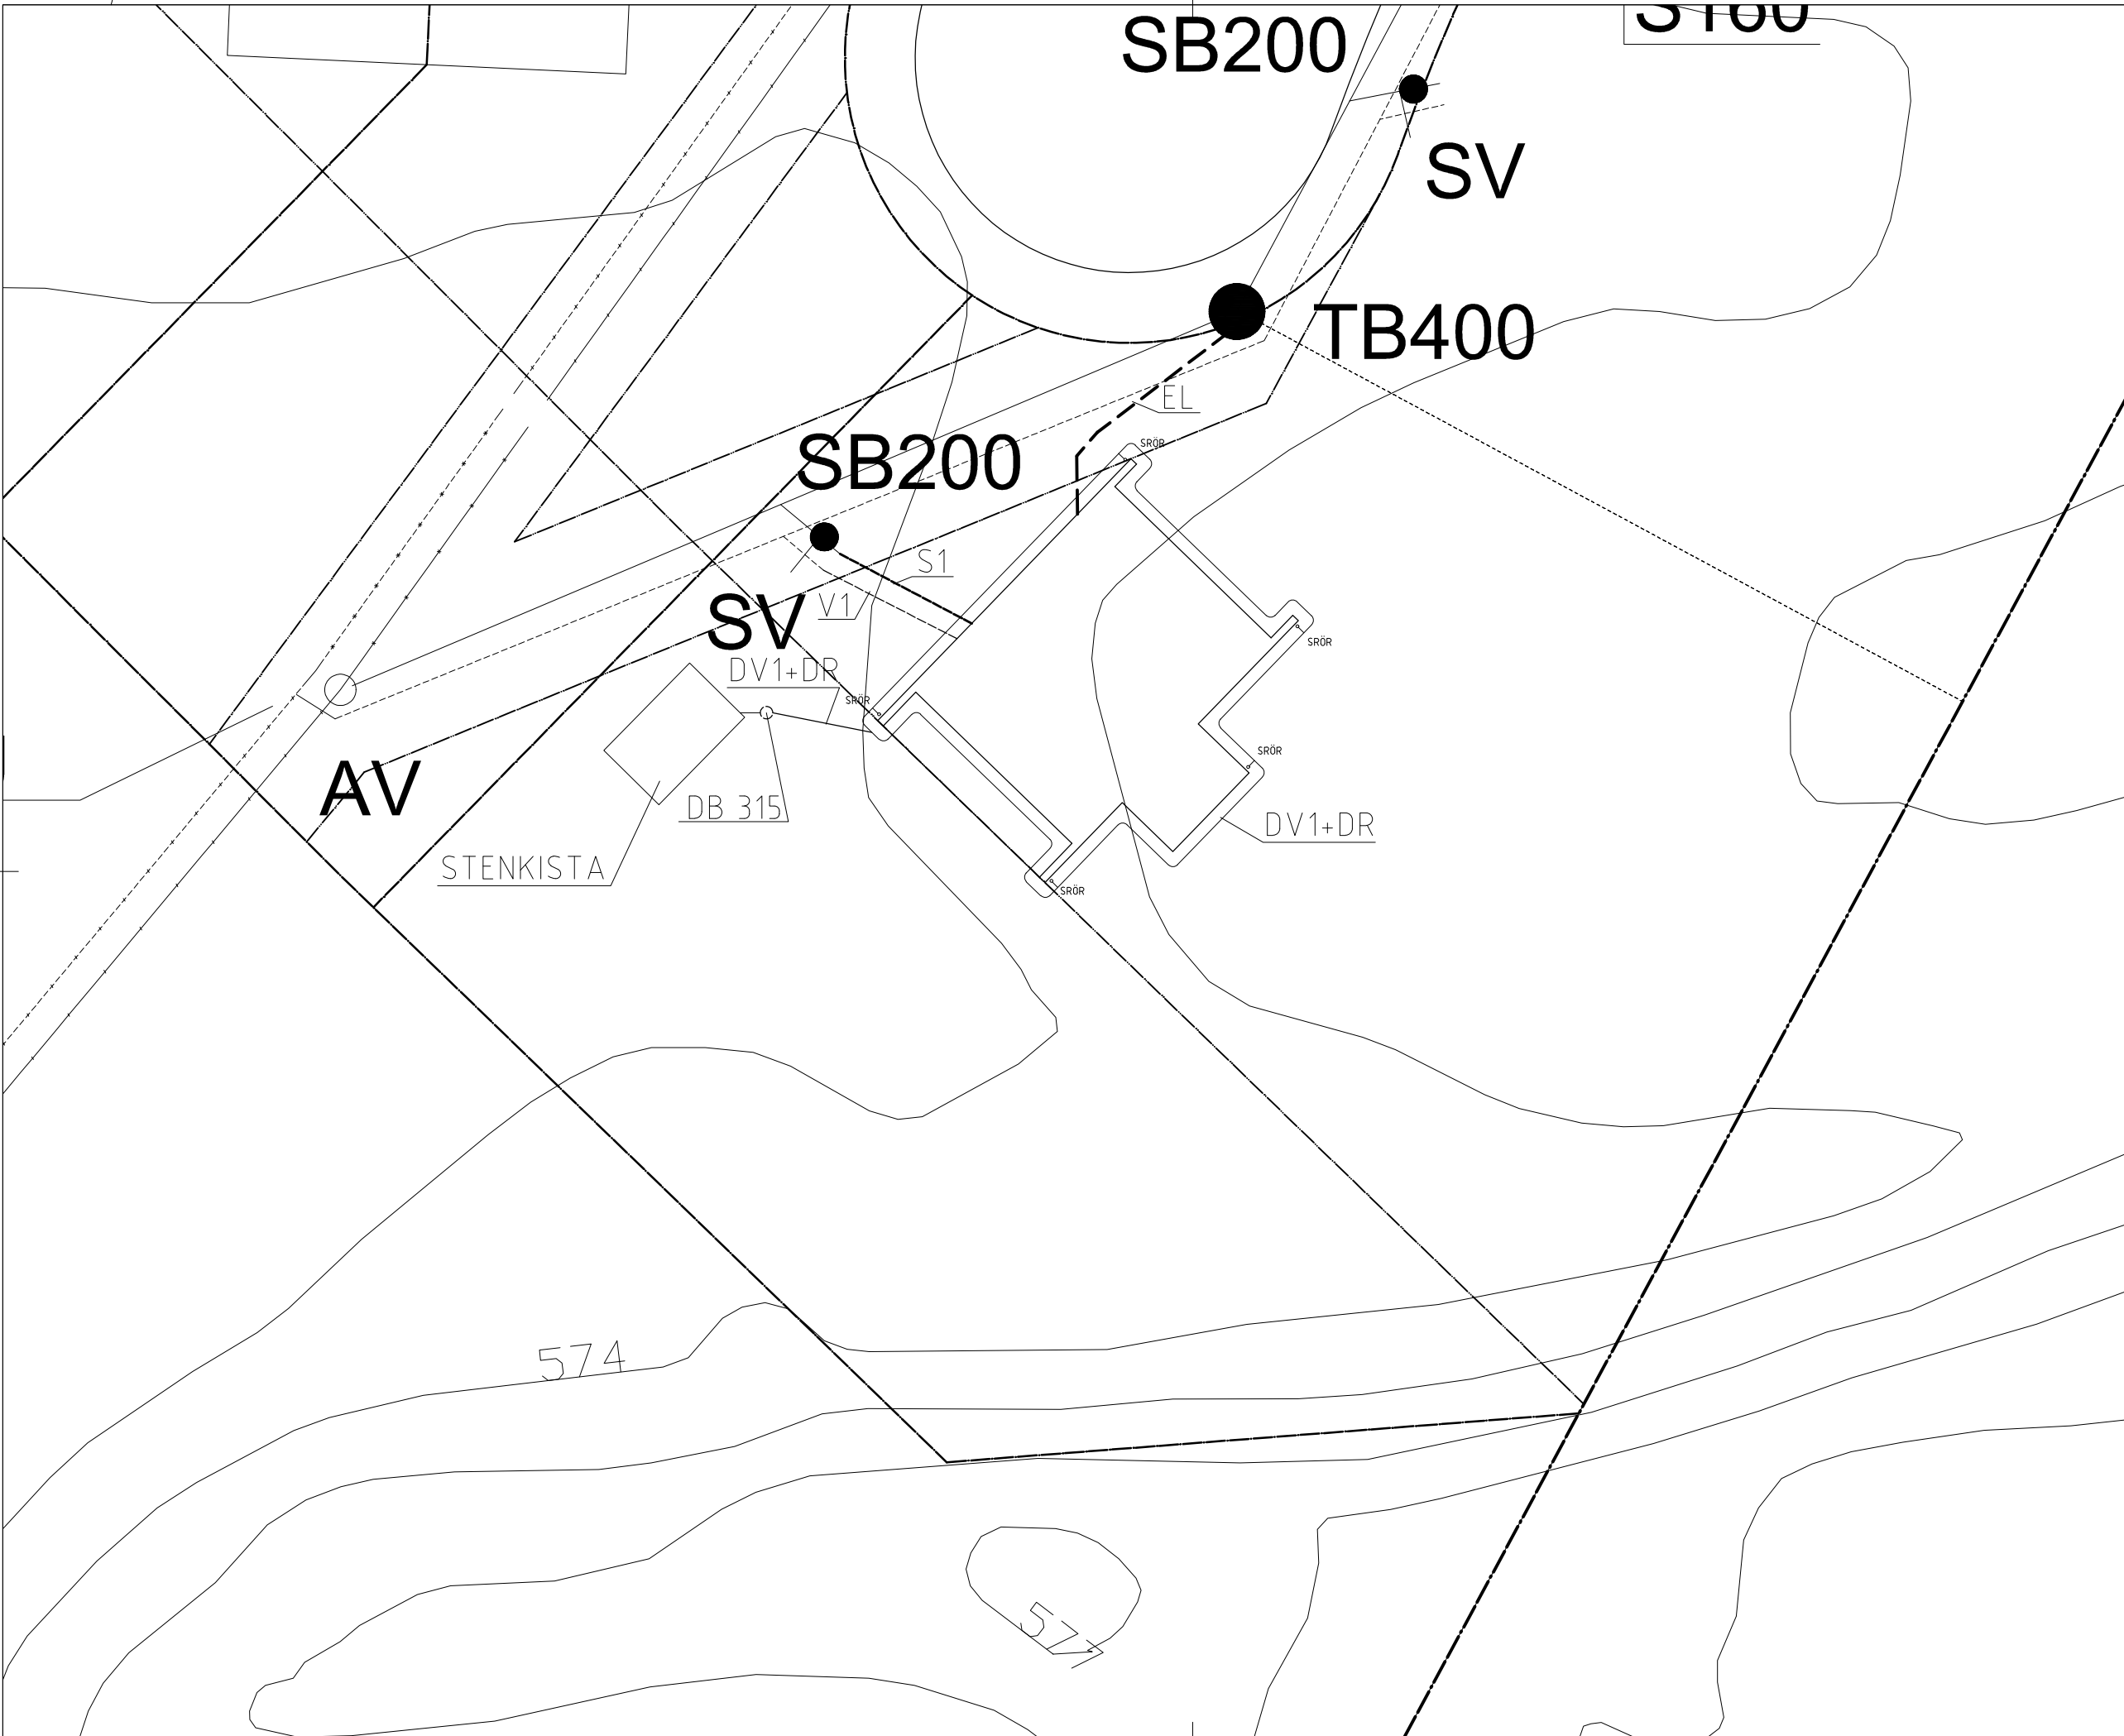 SB200
S160
SV
TB400
EL
SRÖR
SB200
S1
V1
SV
SRÖR
DV1+DR
SRÖR
SRÖR
AV
DB 315
DV1+DR
STENKISTA
SRÖR
574
577